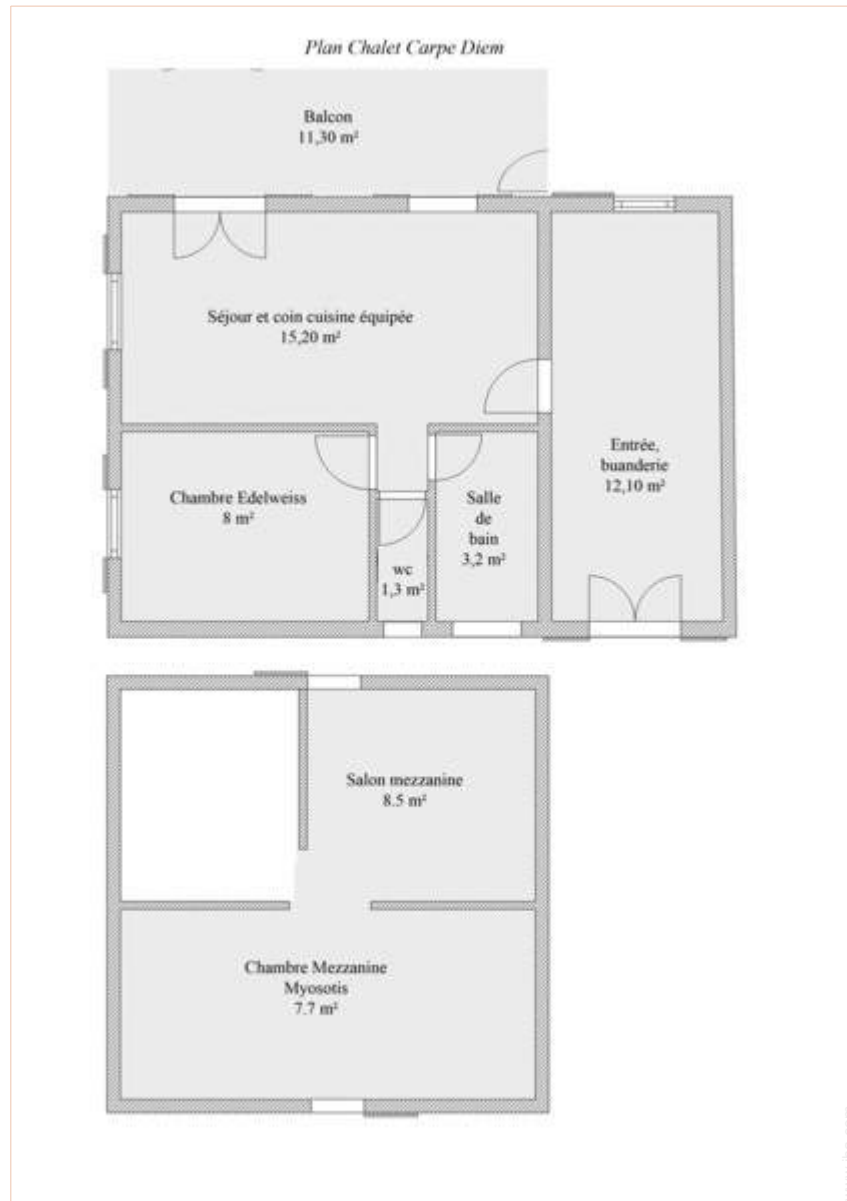 Plan Chalet Carpe Diem
Balcon
11,30 m²
Séjour et coin cuisine équipée
15,20 m²
Entrée,
buanderie
12,10 m²
Chambre Edelweiss
8 m²
Salle
de
bain
3,2 m²
wc
1,3 m²
Salon mezzanine
8.5 m²
Chambre Mezzanine
Myosotis
7.7 m²